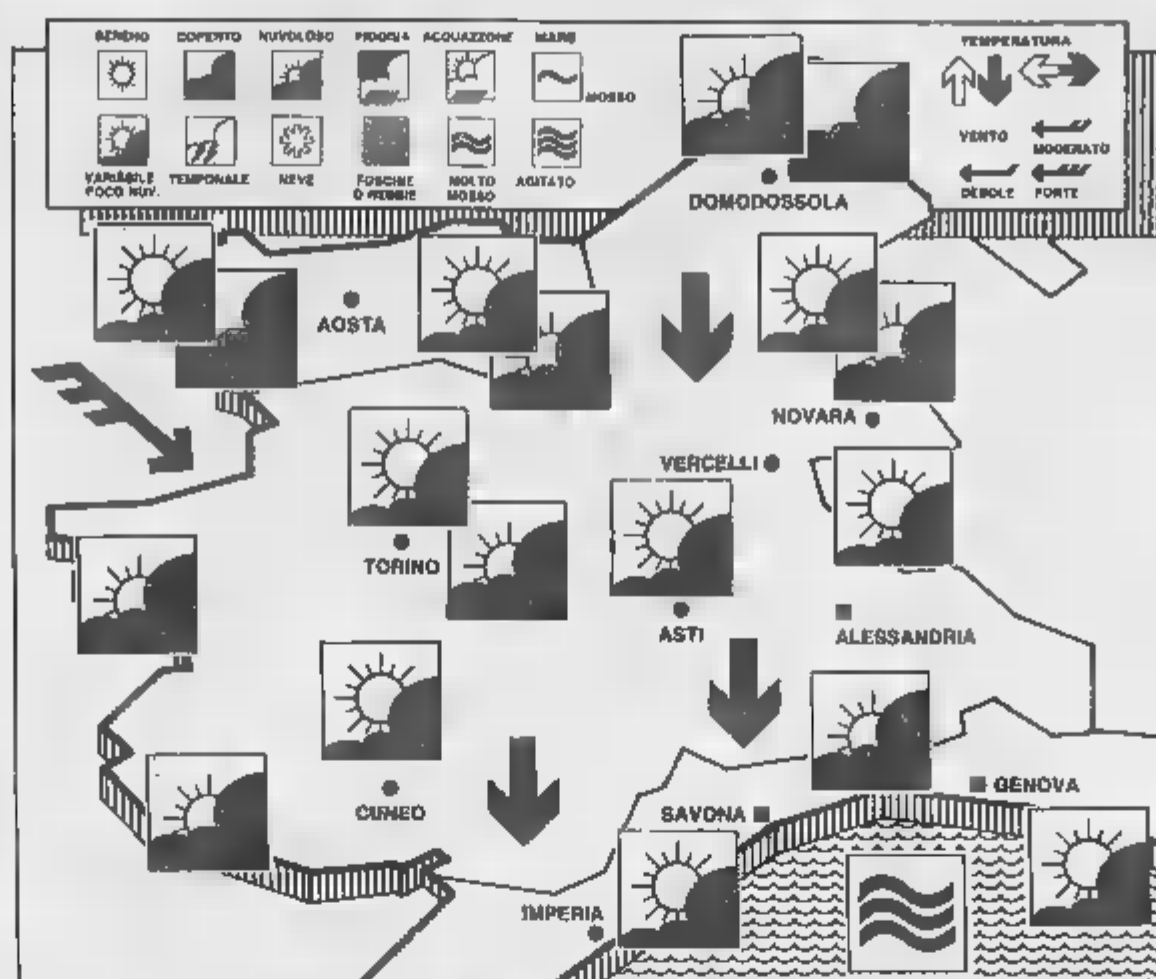 SERENO COPERTO NUVOLOSO PIOGGIA ACQUAZZONE MARE
MOSSO
VARIABILE
POCO NUV.
TEMPORALE
NEVE
FOSCHIE
O NEBBIE
MOLTO
MOSSO
AGITATO
TEMPERATURA
VENTO
MODERATO
DEBOLE FORTE
DOMODOSSOLA
AOSTA
NOVARA
VERCELLI
TORINO
ASTI
ALESSANDRIA
CUNEO
SAVONA
GENOVA
IMPERIA